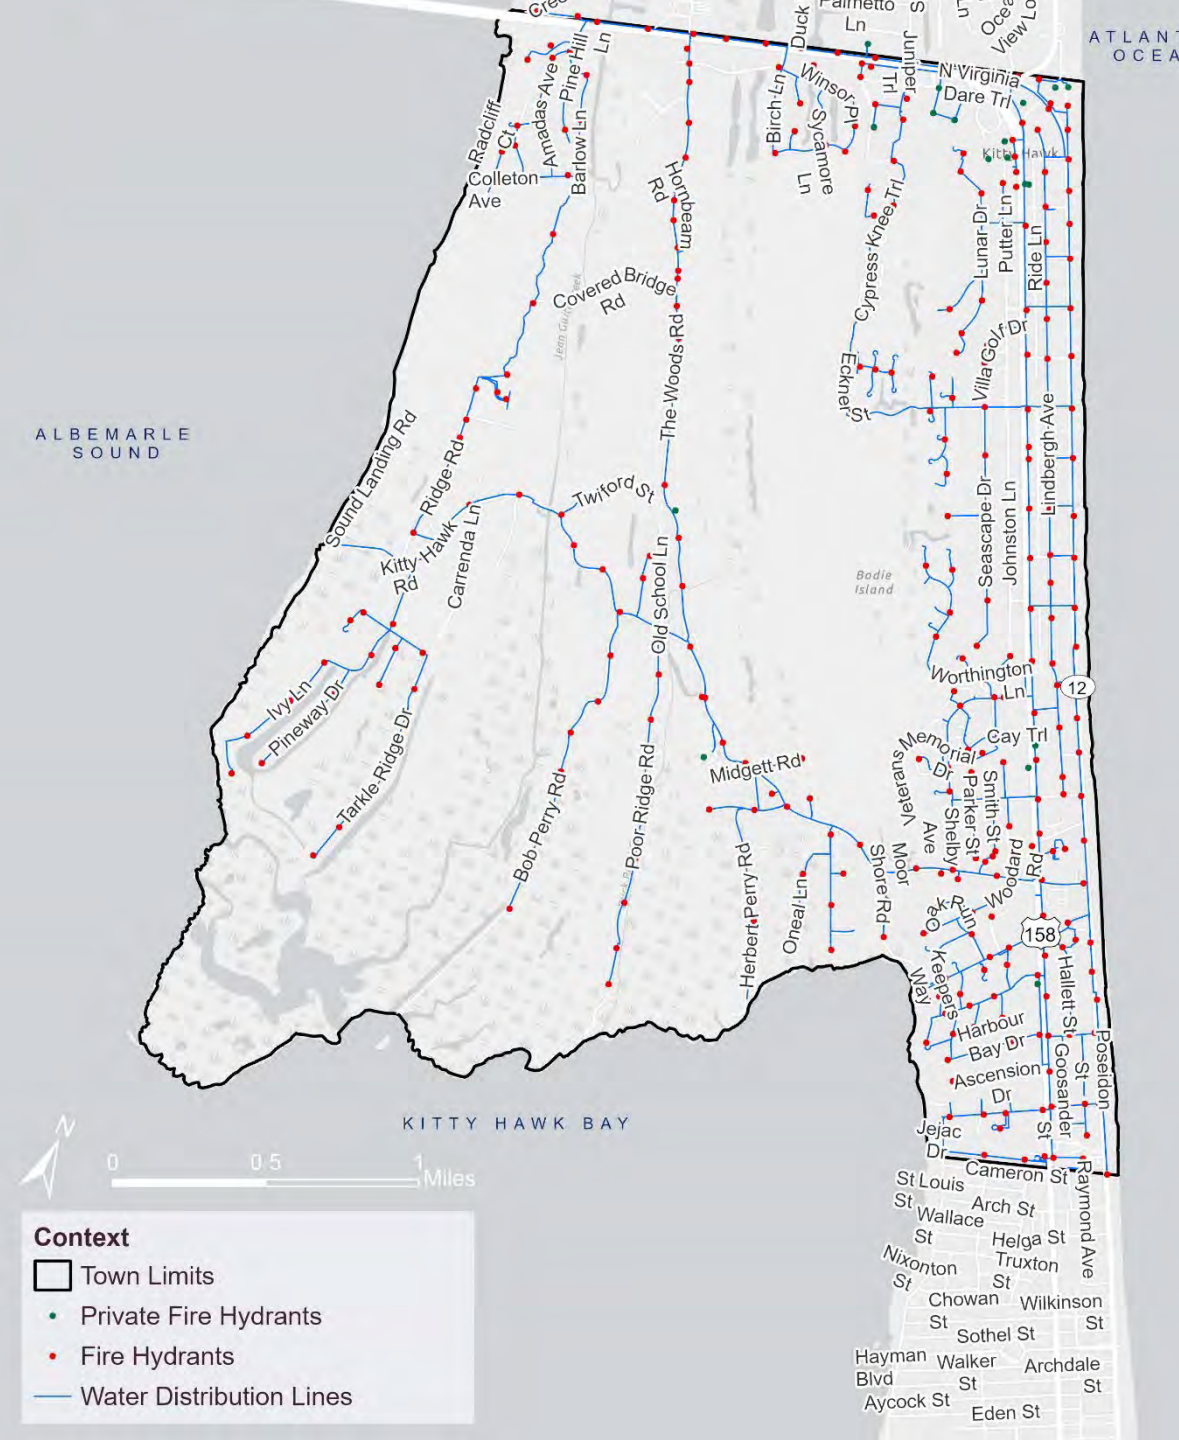 Palmetto
Ln
Duck
Ocea
View Lo
Ln
ATLANT
OCEA
Juniper
Trl
N Virginia
Dare Trl
Pine Hill
Ln
Amadas Ave
Barlow Ln
Radcliff
Ct
Colleton
Ave
Birch Ln
Winsor Pl
Sycamore
Ln
Hornbeam
Rd
Kitty Hawk
Cypress Knee Trl
Lunar Dr
Putter Ln
Ride Ln
Covered Bridge
Rd
The Woods Rd
Villa
Golf Dr
Eckner
St
Lindbergh Ave
ALBEMARLE
SOUND
Sound Landing Rd
Ridge Rd
Twiford St
Kitty Hawk
Rd
Carrenda Ln
Old School Ln
Seascape Dr
Johnston Ln
Bodie
Island
Worthington
Ln
12
Ivy Ln
Pineway Dr
Tarkle Ridge Dr
Cay Trl
Memorial
Dr
Veterans
Ave
Midgett Rd
Smith St
Parker St
Shelby
Bob Perry Rd
Poor Ridge Rd
Herbert Perry Rd
Oneal Ln
Moor
Shore Rd
Woodard
Rd
Oak Run
158
Keepers
Way
Hallett St
Harbour
Bay Dr
Goosander
St
St
Poseidon
Ascension
Dr
KITTY HAWK BAY
Jejac
Dr
Cameron St
Raymond Ave
N
0
0.5
1
Miles
St Louis
St
Arch St
Wallace
St
Helga St
Nixonton
St
Truxton
St
Chowan
St
Wilkinson
St
Sothel St
Hayman
Blvd
Walker
St
Archdale
St
Aycock St
Eden St
Context
Town Limits
Private Fire Hydrants
Fire Hydrants
Water Distribution Lines